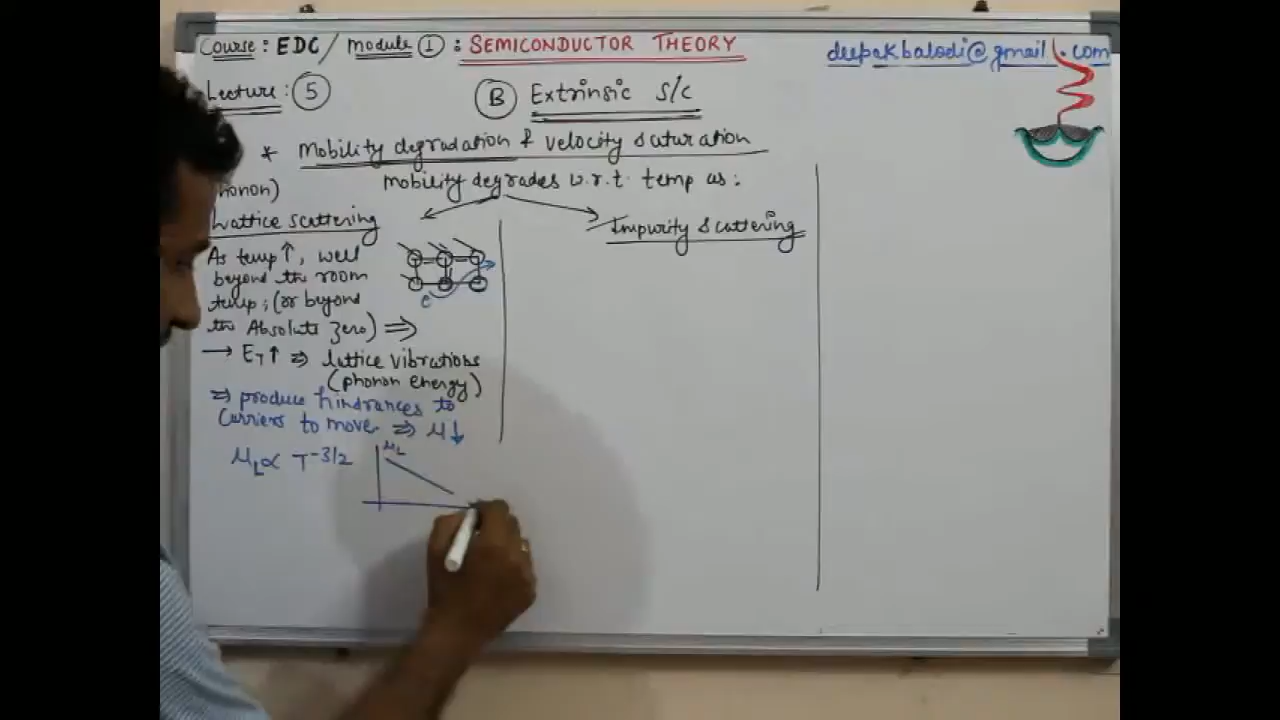 Course: EDC/ Module ①: SEMICONDUCTOR THEORY
deepakbalodi@gmail.com
Lecture: ⑤
Ⓑ Extrinsic S/C
* Mobility degradation & velocity saturation
Mobility degrades w.r.t. temp as:
honon)
Lattice scattering
As temp ↑, well
beyond the room
temp; (or beyond
the Absolute Zero) ⇒
→ ET ↑ ⇒ lattice vibrations
(phonon energy)
⇒ produce hindrances to
carriers to move ⇒ μ↓
μL ∝ T-3/2
μL
e
Impurity Scattering